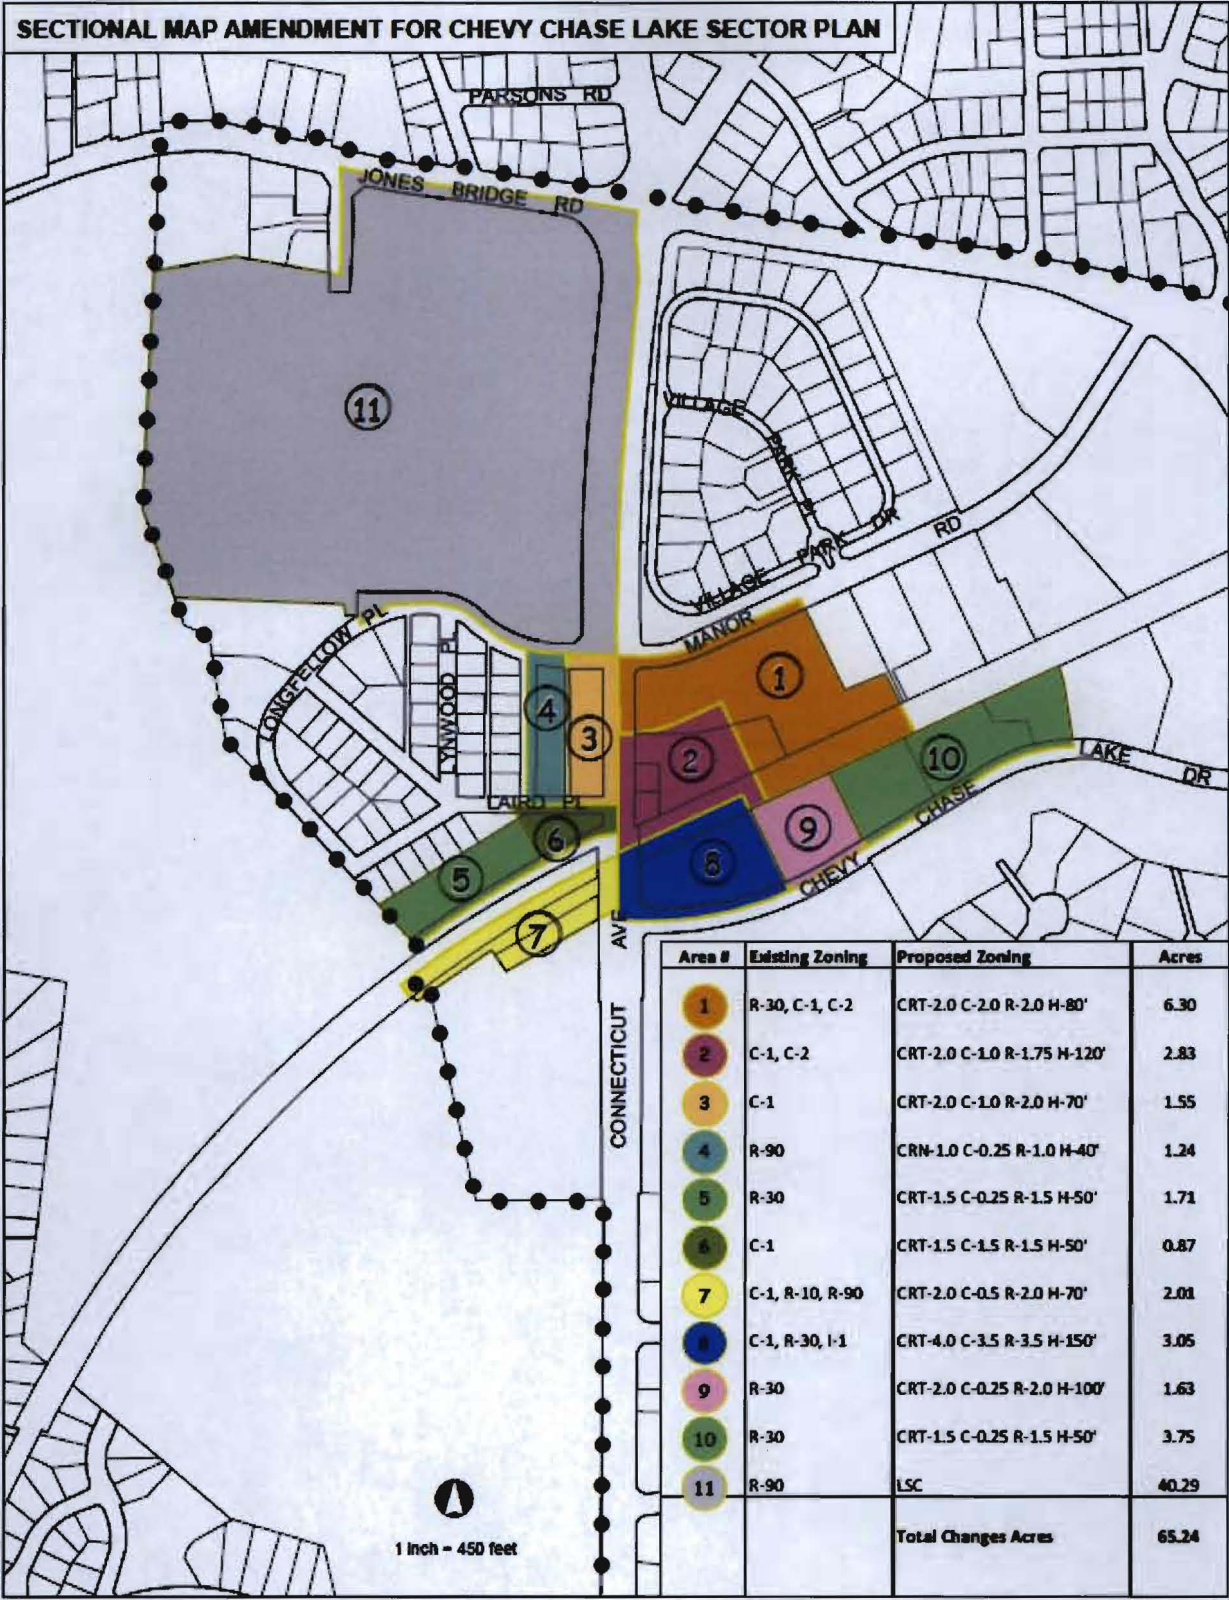 SECTIONAL MAP AMENDMENT FOR CHEVY CHASE LAKE SECTOR PLAN
PARSONS RD
JONES BRIDGE RD
11
VILLAGE
PARK PL
VILLAGE PARK DR
MANOR RD
LONGFELLOW PL
LYNWOOD PL
4
3
1
2
10
LAIRD PL
6
9
8
5
7
CHEVY CHASE LAKE DR
CONNECTICUT AVE
Area # Existing Zoning Proposed Zoning Acres
1 R-30, C-1, C-2 CRT-2.0 C-2.0 R-2.0 H-80' 6.30
2 C-1, C-2 CRT-2.0 C-1.0 R-1.75 H-120' 2.83
3 C-1 CRT-2.0 C-1.0 R-2.0 H-70' 1.55
4 R-90 CRN-1.0 C-0.25 R-1.0 H-40' 1.24
5 R-30 CRT-1.5 C-0.25 R-1.5 H-50' 1.71
6 C-1 CRT-1.5 C-1.5 R-1.5 H-50' 0.87
7 C-1, R-10, R-90 CRT-2.0 C-0.5 R-2.0 H-70' 2.01
8 C-1, R-30, I-1 CRT-4.0 C-3.5 R-3.5 H-150' 3.05
9 R-30 CRT-2.0 C-0.25 R-2.0 H-100' 1.63
10 R-30 CRT-1.5 C-0.25 R-1.5 H-50' 3.75
11 R-90 LSC 40.29
Total Changes Acres 65.24
1 inch = 450 feet